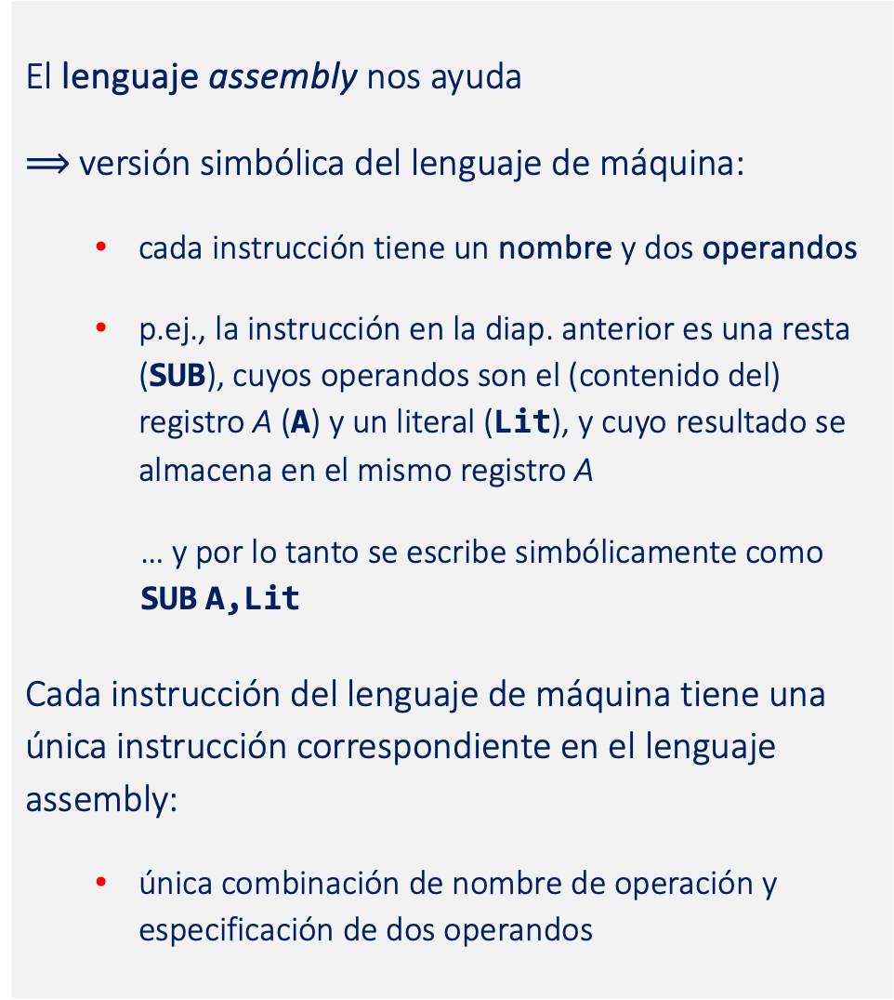 El lenguaje assembly nos ayuda
⟹ versión simbólica del lenguaje de máquina:
• cada instrucción tiene un nombre y dos operandos
• p.ej., la instrucción en la diap. anterior es una resta
(SUB), cuyos operandos son el (contenido del)
registro A (A) y un literal (Lit), y cuyo resultado se
almacena en el mismo registro A
... y por lo tanto se escribe simbólicamente como
SUB A,Lit
Cada instrucción del lenguaje de máquina tiene una
única instrucción correspondiente en el lenguaje
assembly:
• única combinación de nombre de operación y
especificación de dos operandos